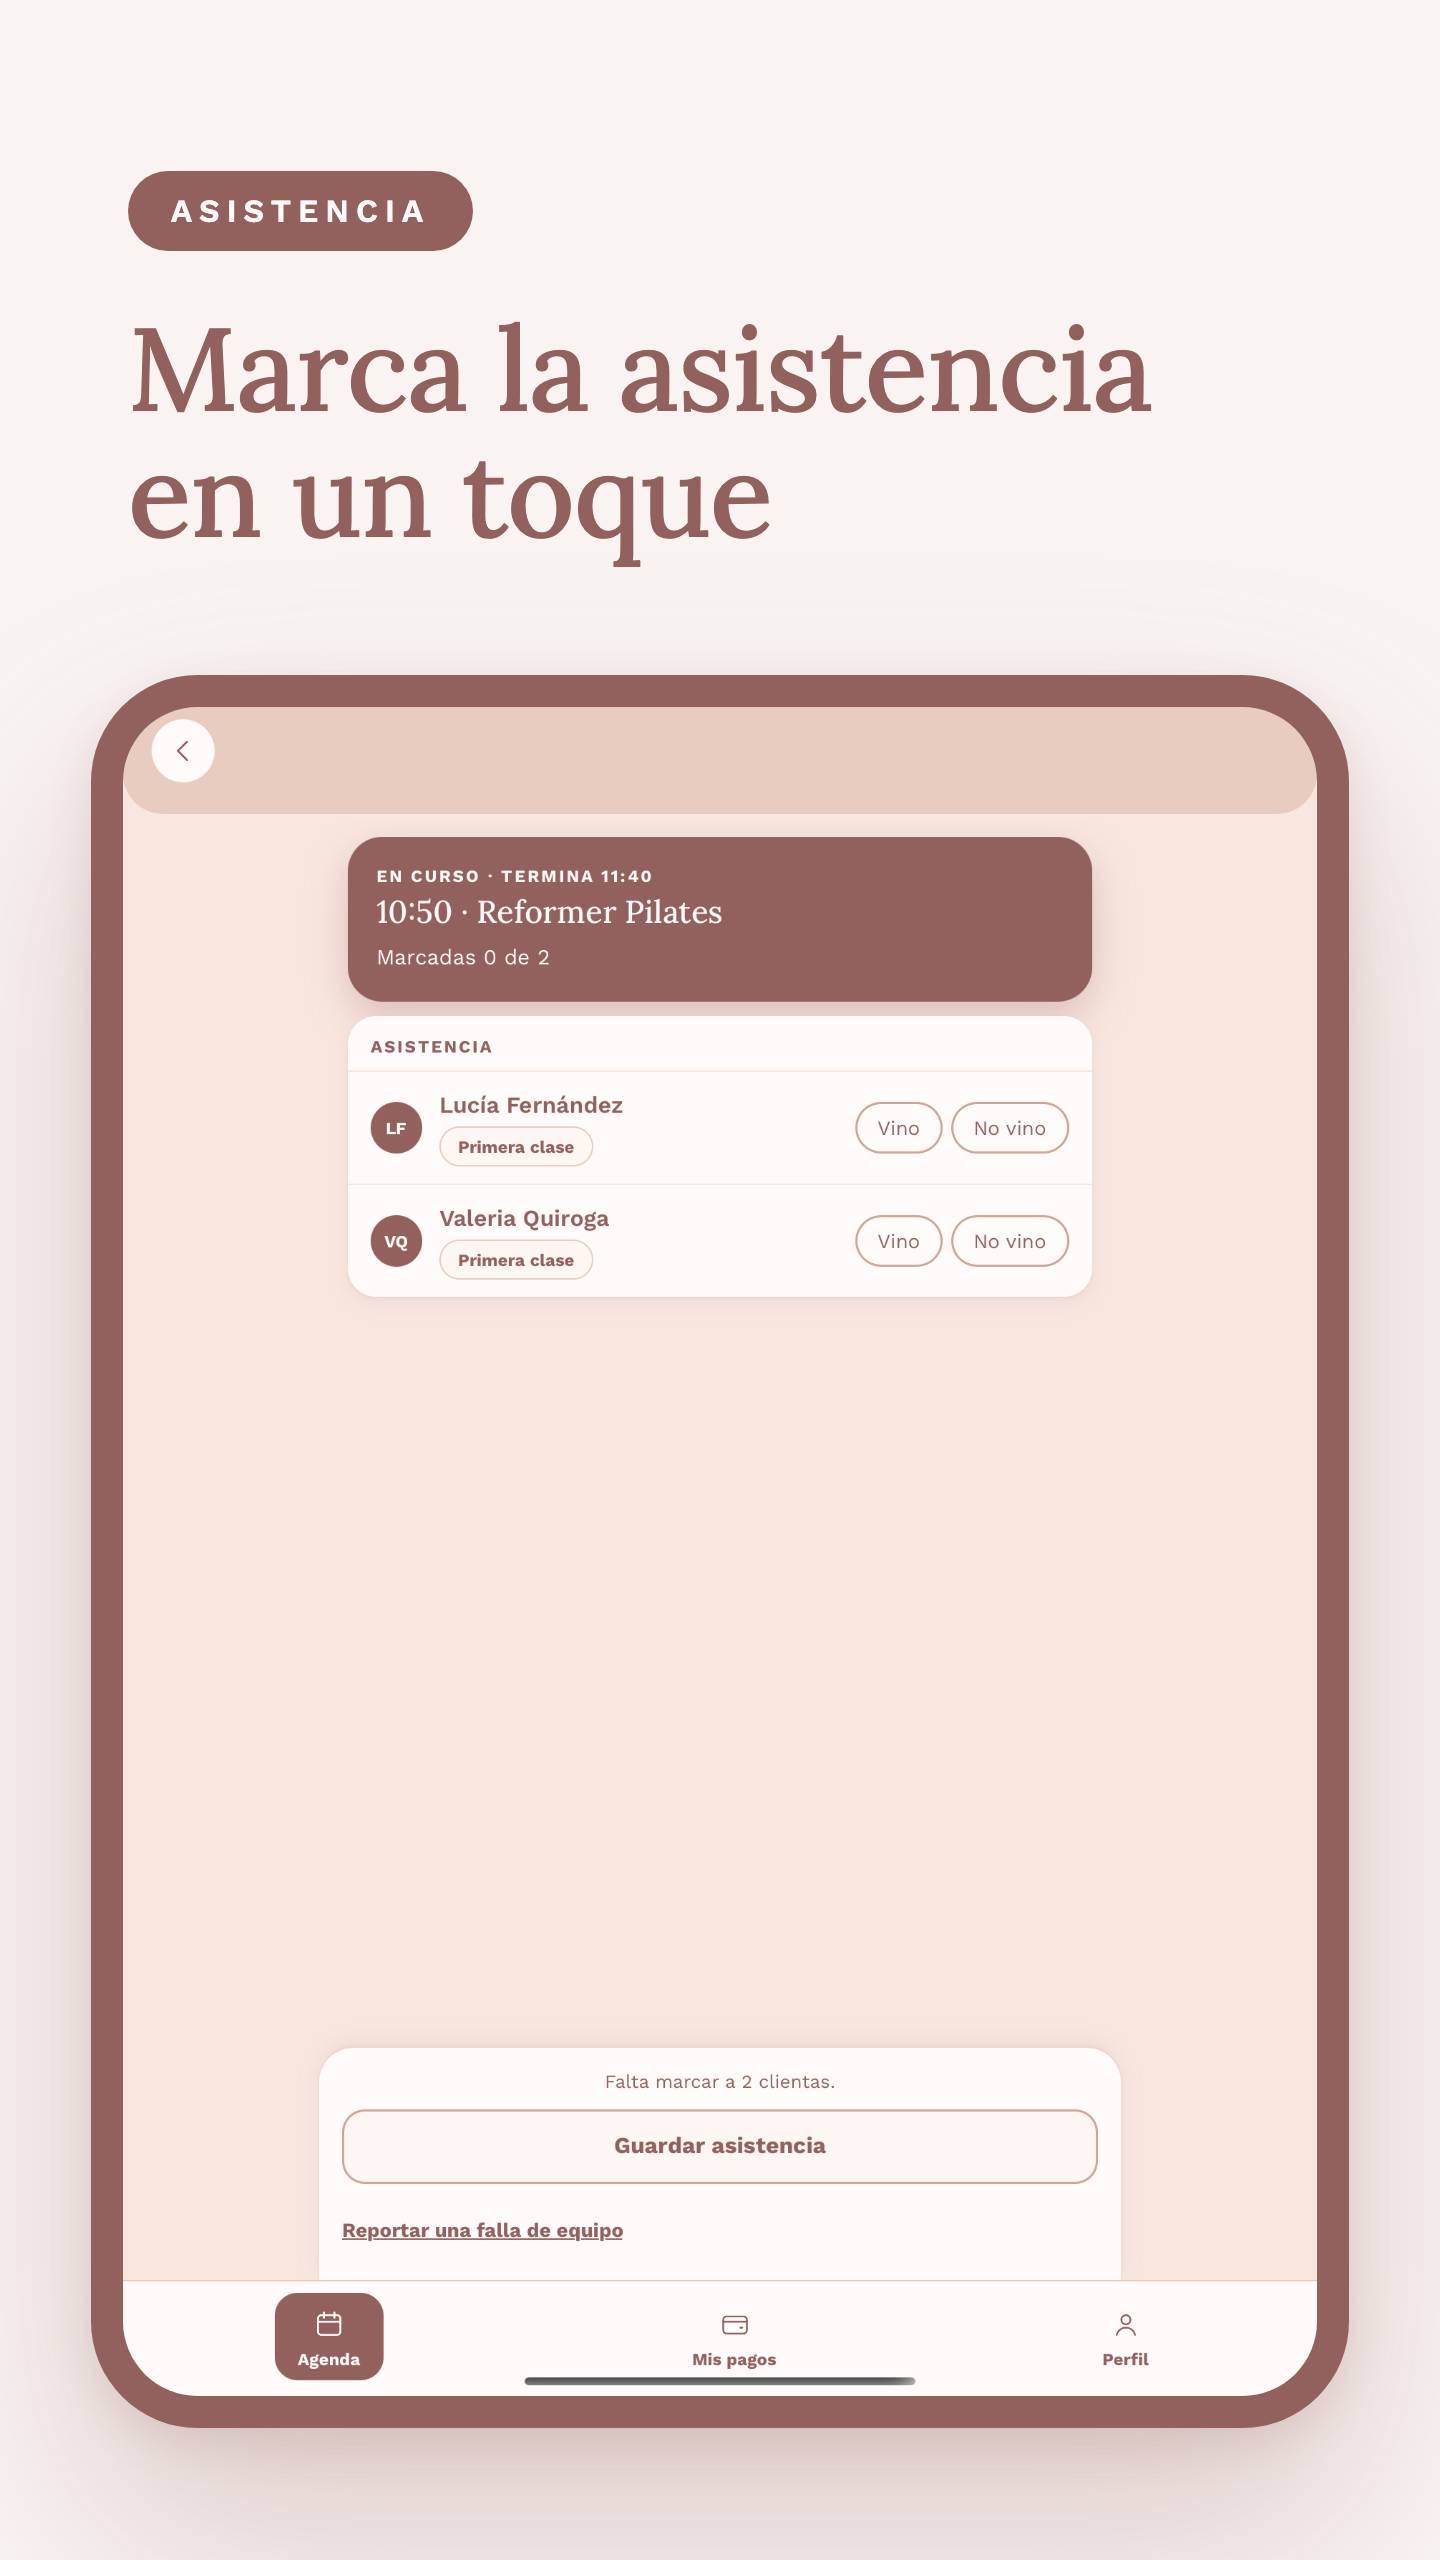 ASISTENCIA
Marca la asistencia
en un toque
EN CURSO · TERMINA 11:40
10:50 · Reformer Pilates
Marcadas 0 de 2
ASISTENCIA
LF
Lucía Fernández
Primera clase
Vino
No vino
VQ
Valeria Quiroga
Primera clase
Vino
No vino
Falta marcar a 2 clientas.
Guardar asistencia
Reportar una falla de equipo
Agenda
Mis pagos
Perfil